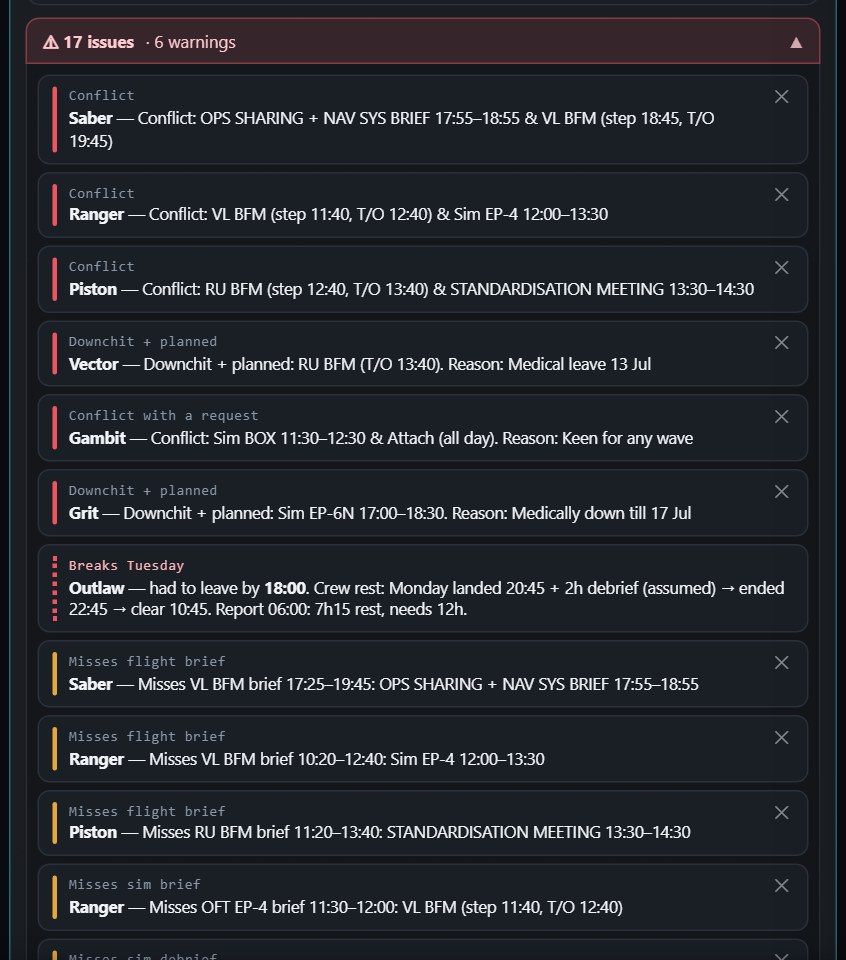 ⚠ 17 issues · 6 warnings ▲
Conflict
Saber — Conflict: OPS SHARING + NAV SYS BRIEF 17:55–18:55 & VL BFM (step 18:45, T/O
19:45)
Conflict
Ranger — Conflict: VL BFM (step 11:40, T/O 12:40) & Sim EP-4 12:00–13:30
Conflict
Piston — Conflict: RU BFM (step 12:40, T/O 13:40) & STANDARDISATION MEETING 13:30–14:30
Downchit + planned
Vector — Downchit + planned: RU BFM (T/O 13:40). Reason: Medical leave 13 Jul
Conflict with a request
Gambit — Conflict: Sim BOX 11:30–12:30 & Attach (all day). Reason: Keen for any wave
Downchit + planned
Grit — Downchit + planned: Sim EP-6N 17:00–18:30. Reason: Medically down till 17 Jul
Breaks Tuesday
Outlaw — had to leave by 18:00. Crew rest: Monday landed 20:45 + 2h debrief (assumed) → ended
22:45 → clear 10:45. Report 06:00: 7h15 rest, needs 12h.
Misses flight brief
Saber — Misses VL BFM brief 17:25–19:45: OPS SHARING + NAV SYS BRIEF 17:55–18:55
Misses flight brief
Ranger — Misses VL BFM brief 10:20–12:40: Sim EP-4 12:00–13:30
Misses flight brief
Piston — Misses RU BFM brief 11:20–13:40: STANDARDISATION MEETING 13:30–14:30
Misses sim brief
Ranger — Misses OFT EP-4 brief 11:30–12:00: VL BFM (step 11:40, T/O 12:40)
Misses sim debrief